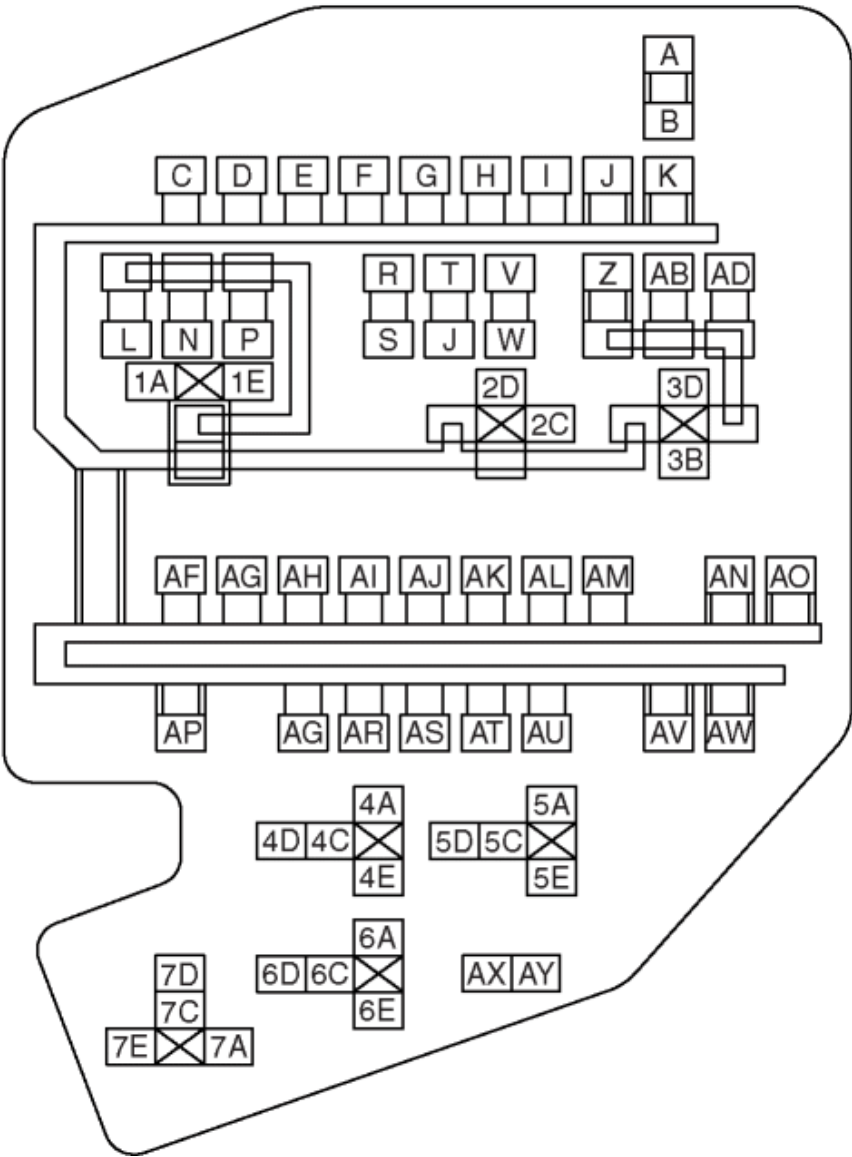 A
B
C D E F G H I J K
R T V Z AB AD
L N P S J W
1A 1E 2D 3D
2C
3B
AF AG AH AI AJ AK AL AM AN AO
AP AG AR AS AT AU AV AW
4A 5A
4D 4C 5D 5C
4E 5E
6A
7D 6D 6C AX AY
7C 6E
7E 7A